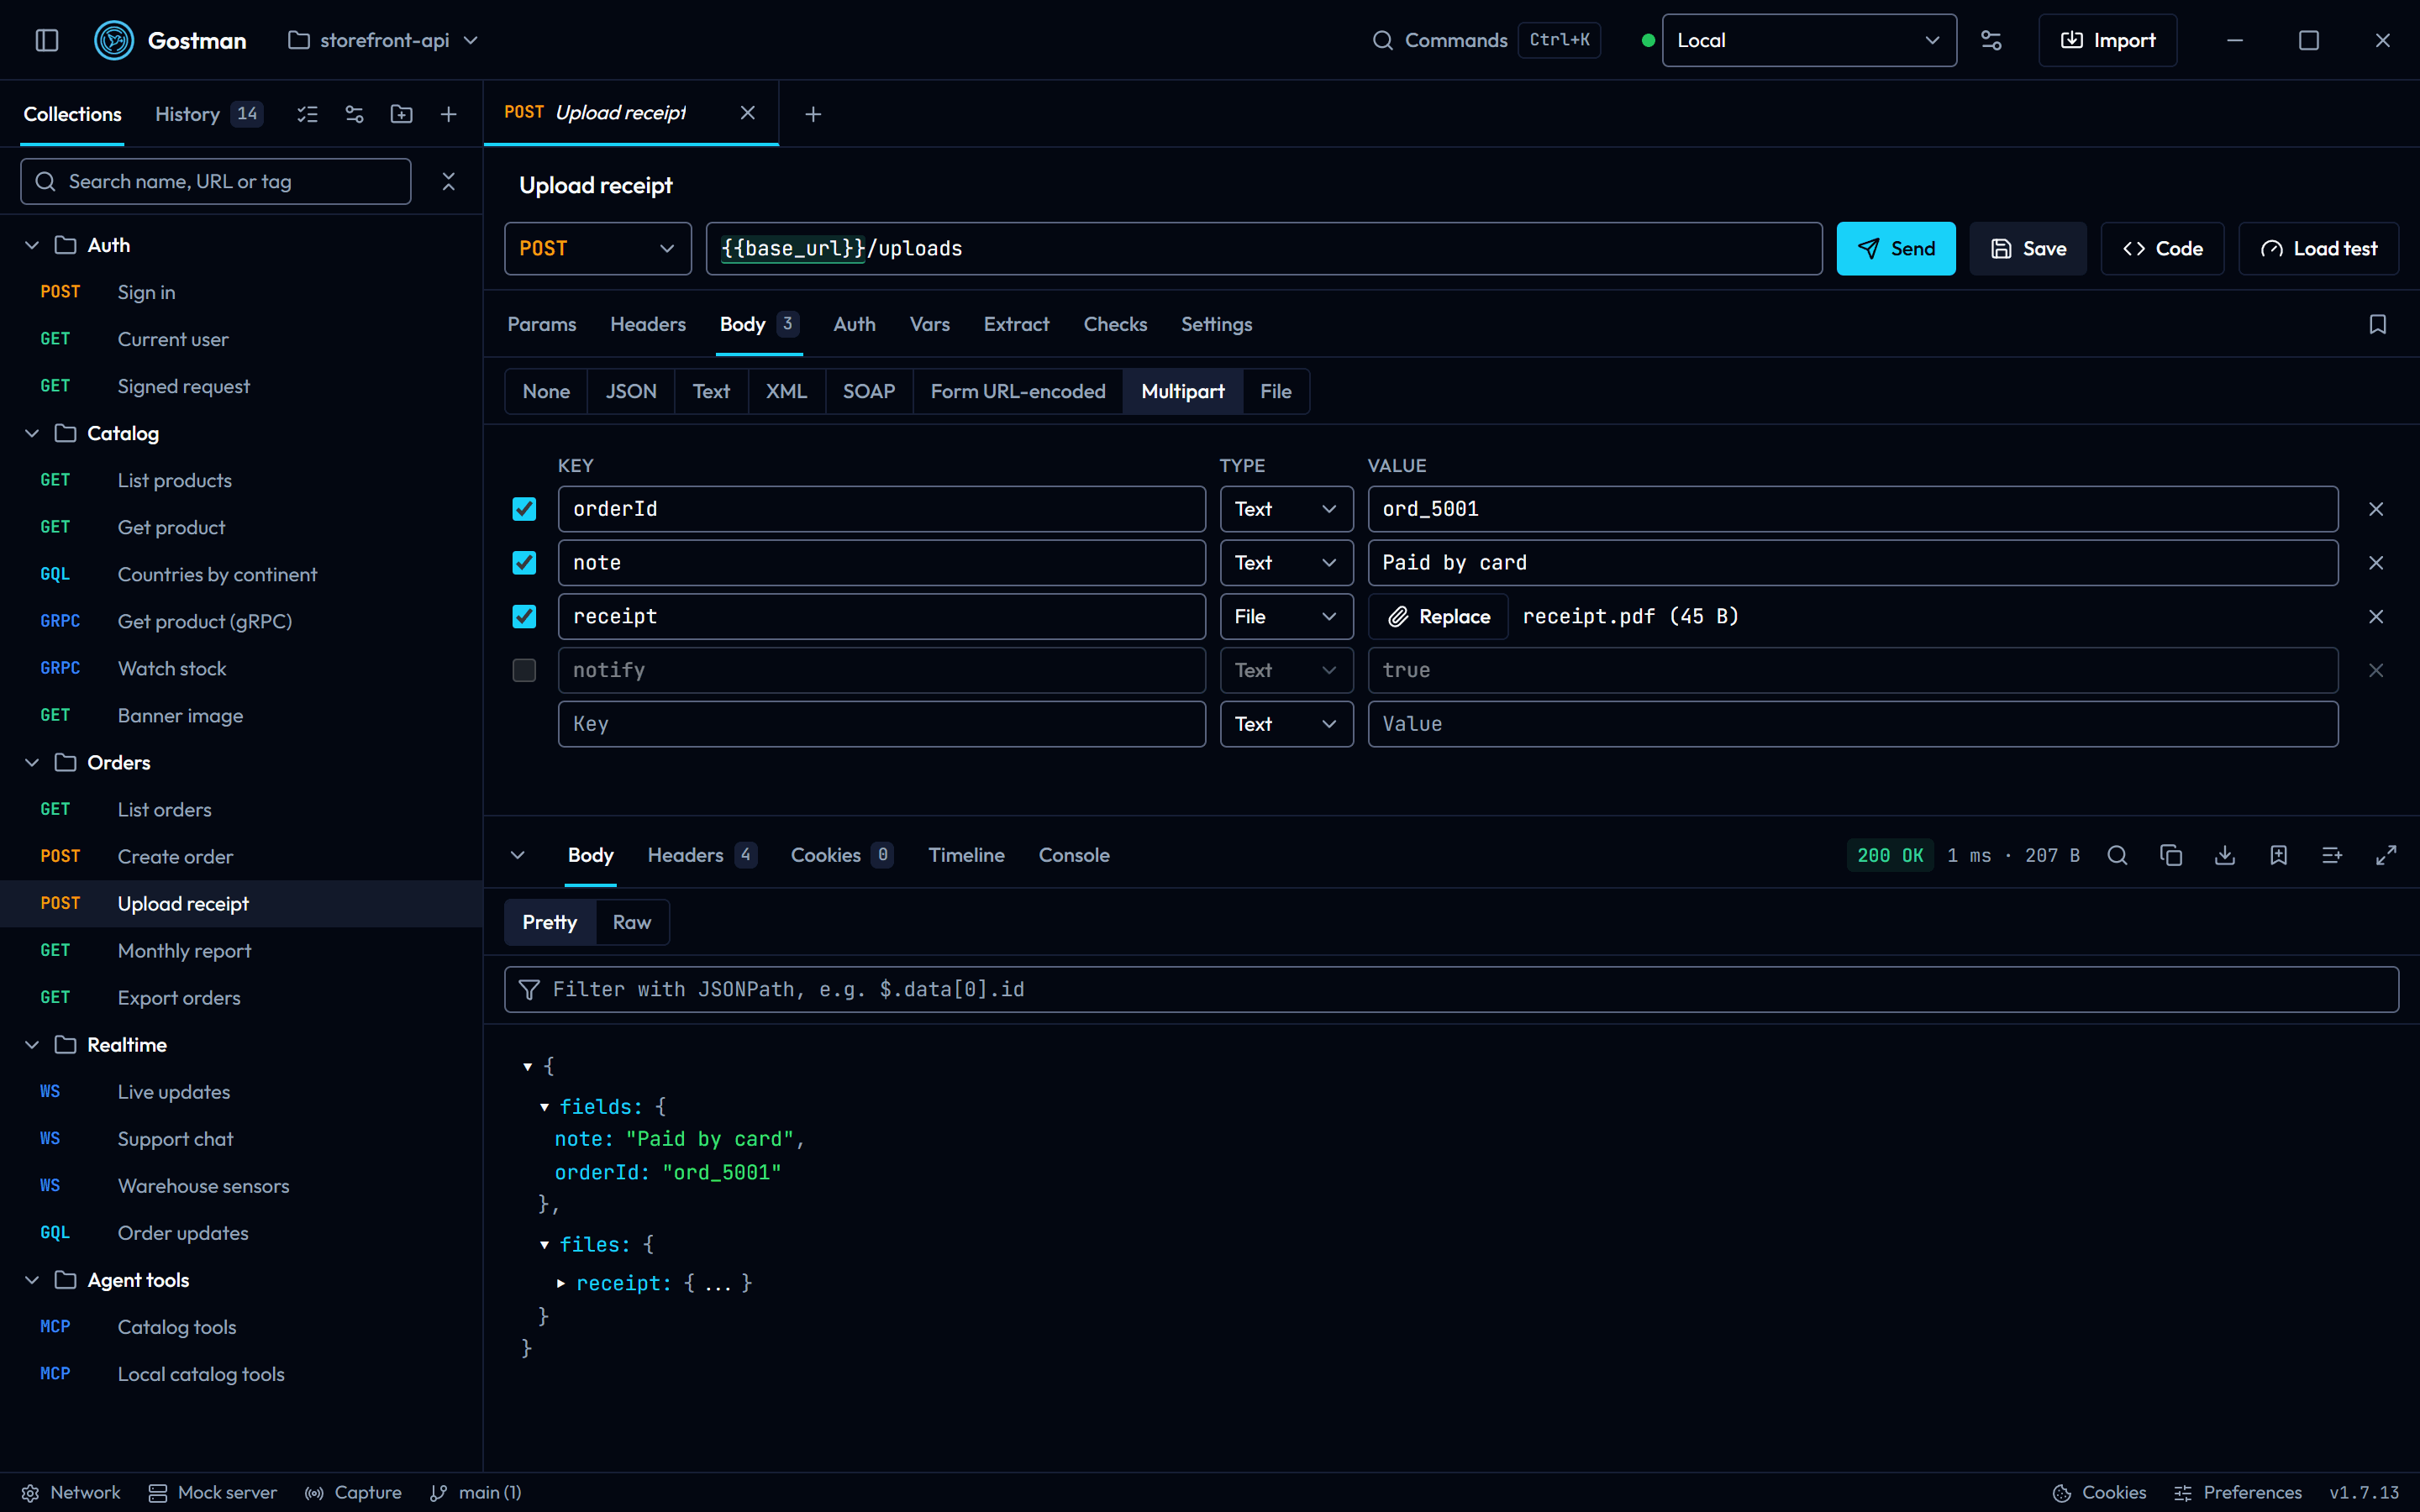 Gostman storefront-api Commands Ctrl+K Local Import
Collections History 14 POST Upload receipt
Search name, URL or tag
Upload receipt
POST {{base_url}}/uploads Send Save Code Load test
Params Headers Body 3 Auth Vars Extract Checks Settings
None JSON Text XML SOAP Form URL-encoded Multipart File
KEY TYPE VALUE
orderId Text ord_5001
note Text Paid by card
receipt File Replace receipt.pdf (45 B)
notify Text true
Key Text Value
Auth
POST Sign in
GET Current user
GET Signed request
Catalog
GET List products
GET Get product
GQL Countries by continent
GRPC Get product (gRPC)
GRPC Watch stock
GET Banner image
Orders
GET List orders
POST Create order
POST Upload receipt
GET Monthly report
GET Export orders
Realtime
WS Live updates
WS Support chat
WS Warehouse sensors
GQL Order updates
Agent tools
MCP Catalog tools
MCP Local catalog tools
Body Headers 4 Cookies 0 Timeline Console 200 OK 1 ms · 207 B
Pretty Raw
Filter with JSONPath, e.g. $.data[0].id
{
fields: {
note: "Paid by card",
orderId: "ord_5001"
},
files: {
receipt: { ... }
}
}
Network Mock server Capture main (1) Cookies Preferences v1.7.13